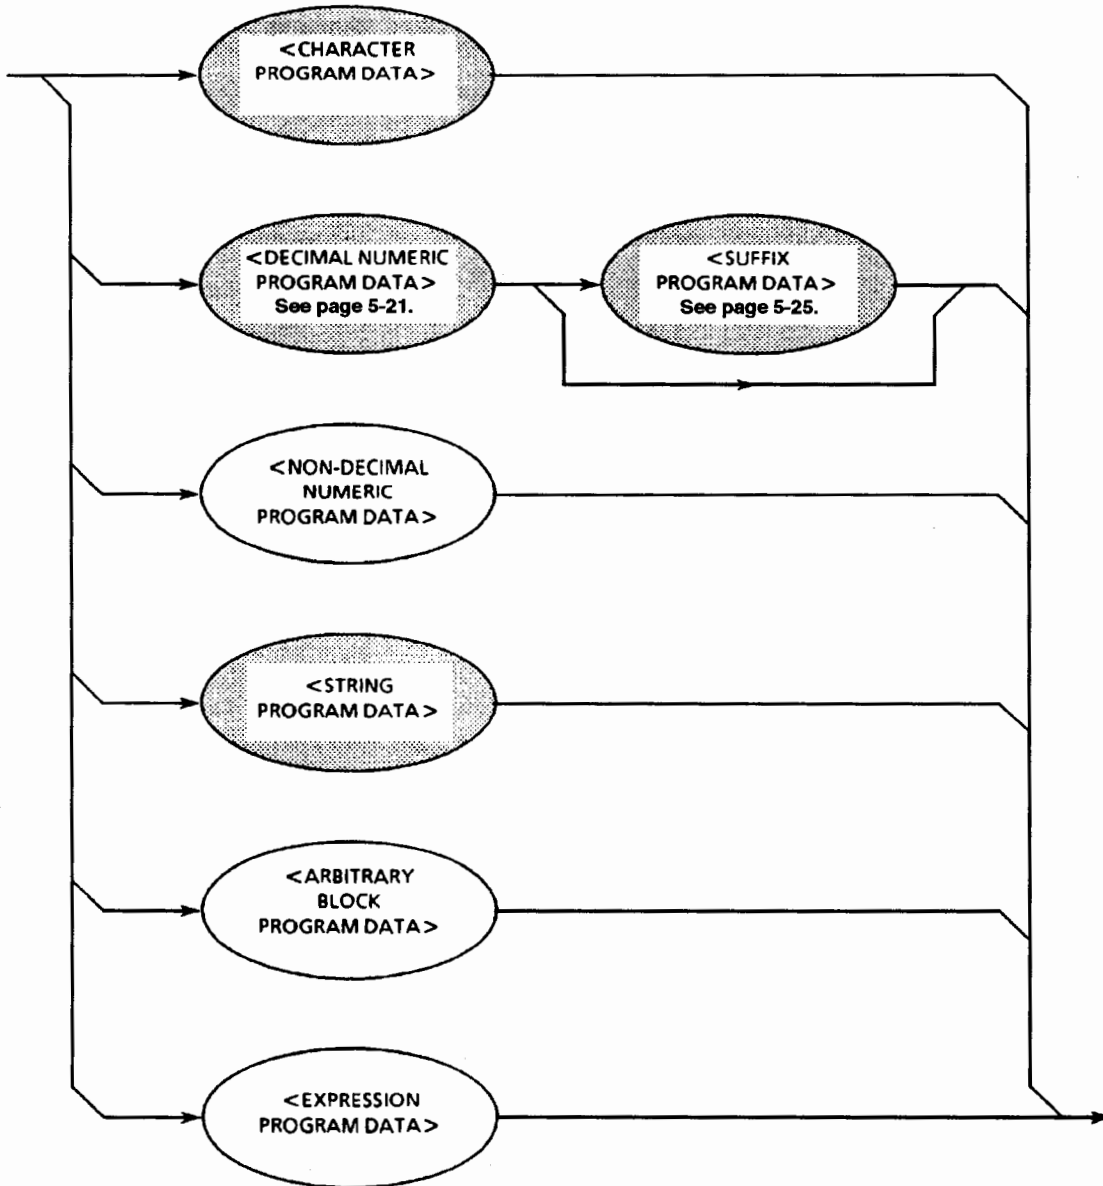 <CHARACTER
PROGRAM DATA>
<DECIMAL NUMERIC
PROGRAM DATA>
See page 5-21.
<SUFFIX
PROGRAM DATA>
See page 5-25.
<NON-DECIMAL
NUMERIC
PROGRAM DATA>
<STRING
PROGRAM DATA>
<ARBITRARY
BLOCK
PROGRAM DATA>
<EXPRESSION
PROGRAM DATA>